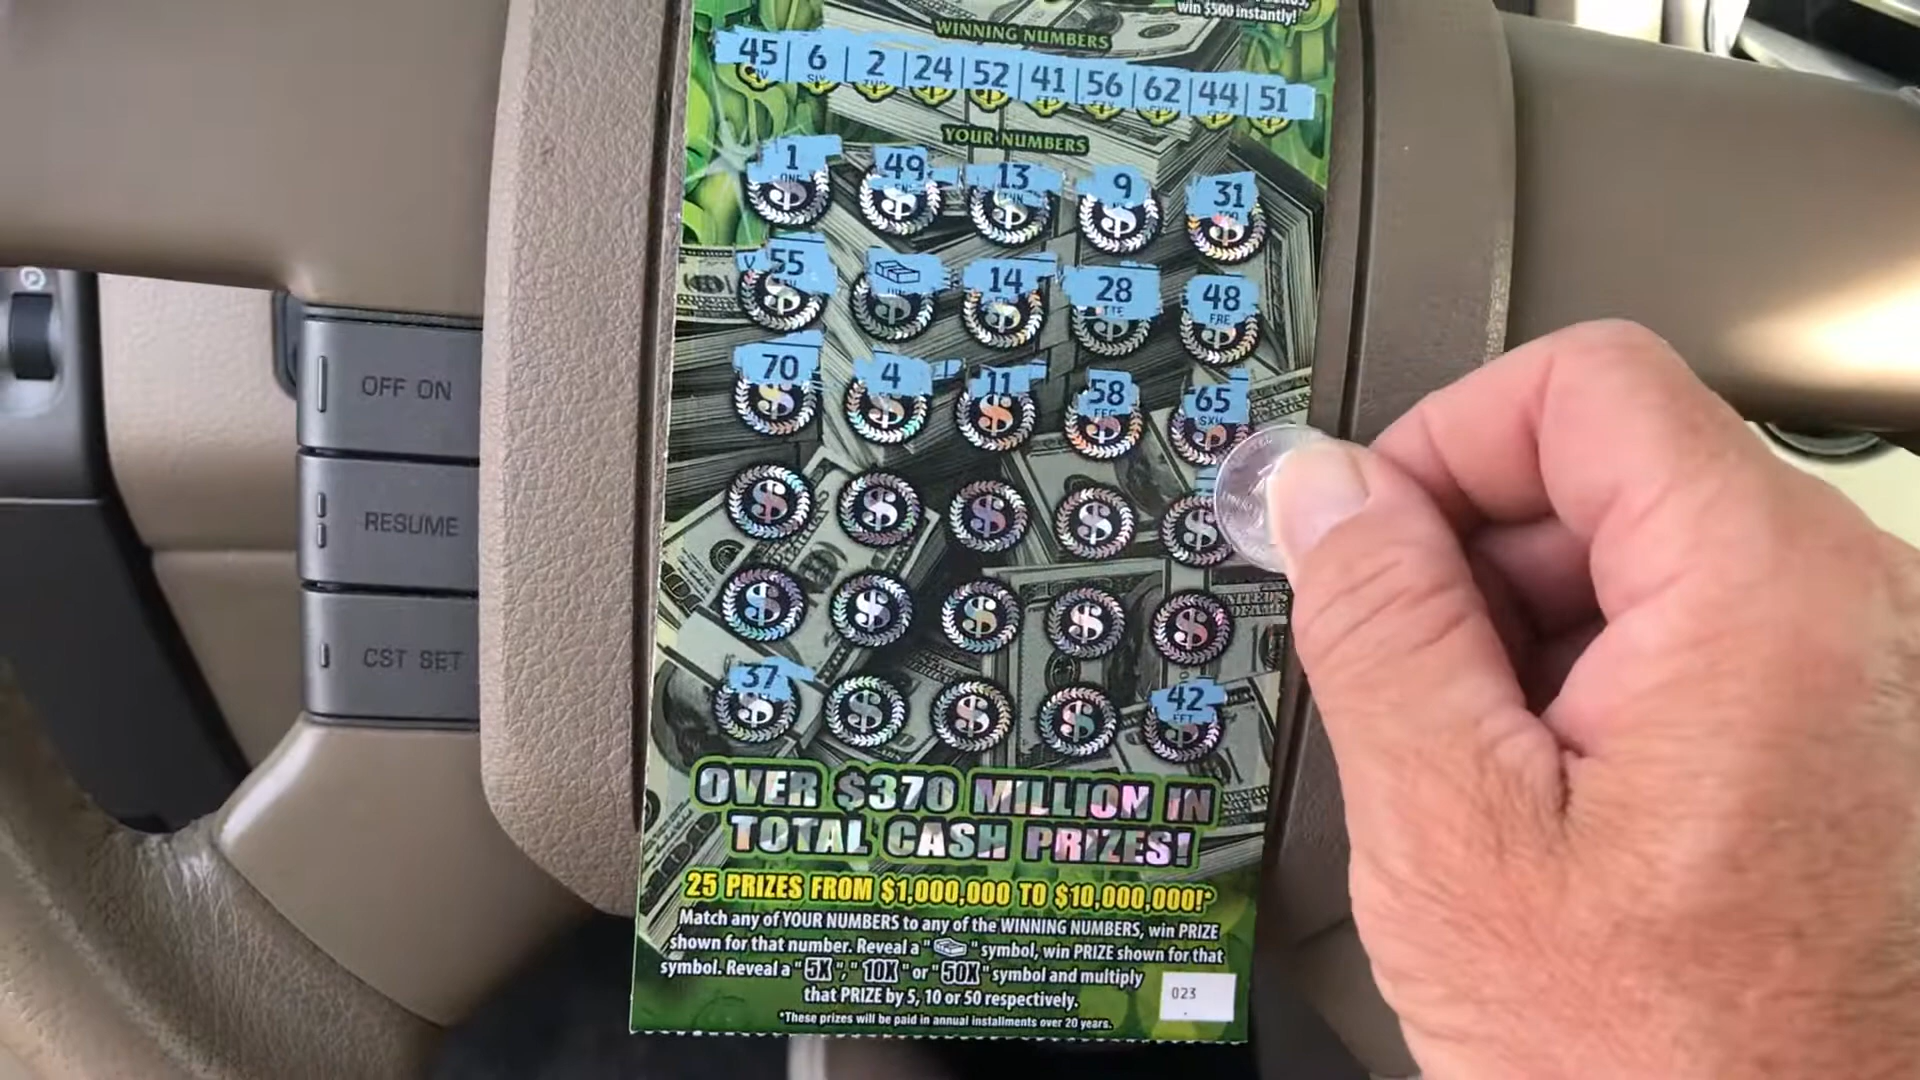 win $500 instantly!
WINNING NUMBERS
45 6 2 24 52 41 56 62 44 51
YOUR NUMBERS
1 49 13 9 31
ONE
55 14 28 48
FRE
70 4 11 58 65
37 42
OFF ON
RESUME
CST SET
OVER $370 MILLION IN
TOTAL CASH PRIZES!
25 PRIZES FROM $1,000,000 TO $10,000,000!*
Match any of YOUR NUMBERS to any of the WINNING NUMBERS, win PRIZE
shown for that number. Reveal a " " symbol, win PRIZE shown for that
symbol. Reveal a "5X", "10X" or "50X" symbol and multiply
that PRIZE by 5, 10 or 50 respectively.
*These prizes will be paid in annual installments over 20 years.
023